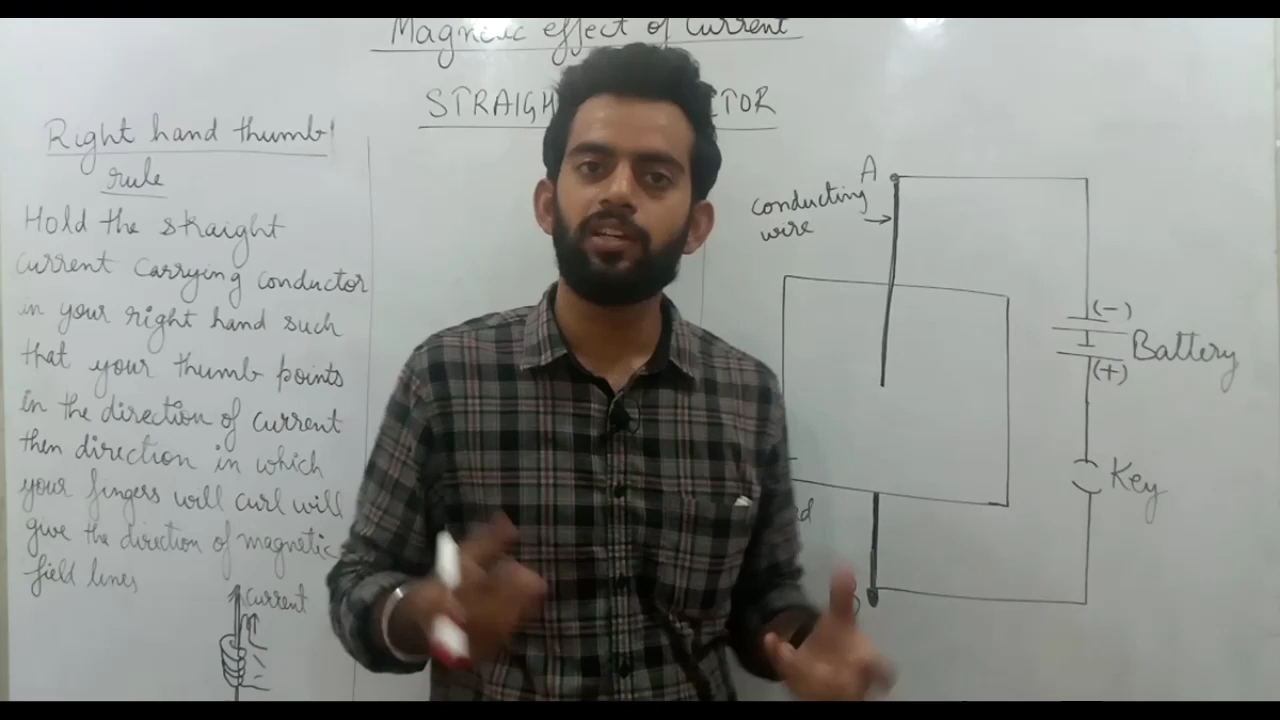 Magnetic effect of Current
STRAIGH TOR
Right hand thumb
rule
Hold the straight
current carrying conductor
in your right hand such
that your thumb points
in the direction of current
then direction in which
your fingers will curl will
give the direction of magnetic
field lines
current
A
conducting
wire
(-)
Battery
(+)
Key